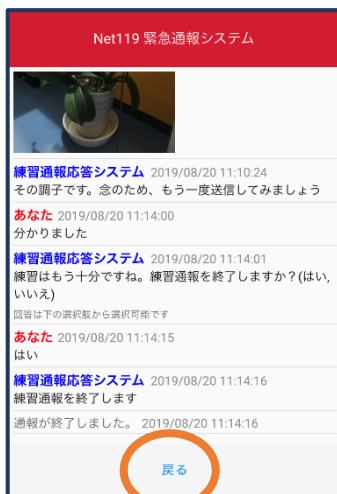 Net119 緊急通報システム
練習通報応答システム 2019/08/20 11:10:24
その調子です。念のため、もう一度送信してみましょう
あなた 2019/08/20 11:14:00
分かりました
練習通報応答システム 2019/08/20 11:14:01
練習はもう十分ですね。練習通報を終了しますか?(はい,
いいえ)
回答は下の選択肢から選択可能です
あなた 2019/08/20 11:14:15
はい
練習通報応答システム 2019/08/20 11:14:16
練習通報を終了します
通報が終了しました。 2019/08/20 11:14:16
戻る